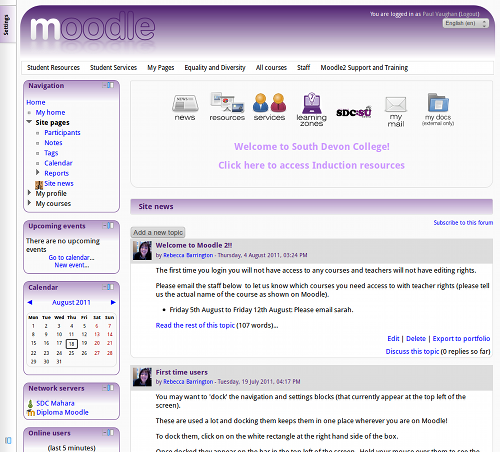 Settings
moodle
You are logged in as Paul Vaughan (Logout)
English (en)
Student Resources Student Services My Pages Equality and Diversity All courses Staff Moodle2 Support and Training
Navigation
Home
My home
Site pages
Participants
Notes
Tags
Calendar
Reports
Site news
My profile
My courses
Upcoming events
There are no upcoming
events
Go to calendar...
New event...
Calendar
August 2011
Mon Tue Wed Thu Fri Sat Sun
1 2 3 4 5 6 7
8 9 10 11 12 13 14
15 16 17 18 19 20 21
22 23 24 25 26 27 28
29 30 31
Network servers
SDC Mahara
Diploma Moodle
Online users
(last 5 minutes)
news
resources
services
learning
zones
SDCSU
my
mail
my docs
(external only)
Welcome to South Devon College!
Click here to access Induction resources
Site news
Subscribe to this forum
Add a new topic
Welcome to Moodle 2!!
by Rebecca Barrington - Thursday, 4 August 2011, 03:24 PM
The first time you login you will not have access to any courses and teachers will not have editing rights.
Please email the staff below to let us know which courses you need access to with teacher rights (please tell
us the actual name of the course as shown on Moodle).
Friday 5th August to Friday 12th August: Please email sarah.
Read the rest of this topic (107 words)...
Edit | Delete | Export to portfolio
Discuss this topic (0 replies so far)
First time users
by Rebecca Barrington - Tuesday, 19 July 2011, 04:17 PM
You may want to 'dock' the navigation and settings blocks (that currently appear at the top left of the
screen).
These are used a lot and docking them keeps them in one place wherever you are on Moodle!
To dock them, click on on the white rectangle at the right hand side of the box.
Once docked they appear on the bar in the top left of the screen. Hold your mouse over them to see the